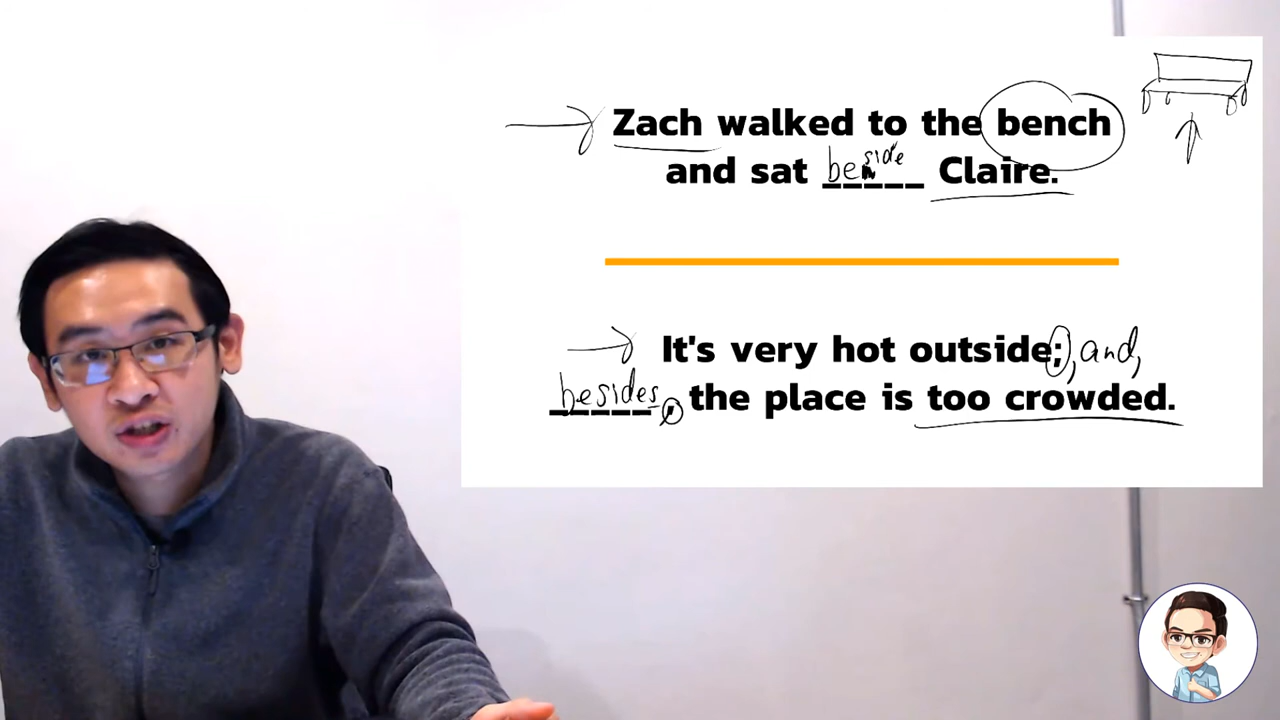 Zach walked to the bench
and sat beside Claire.
It's very hot outside;, and,
besides, the place is too crowded.